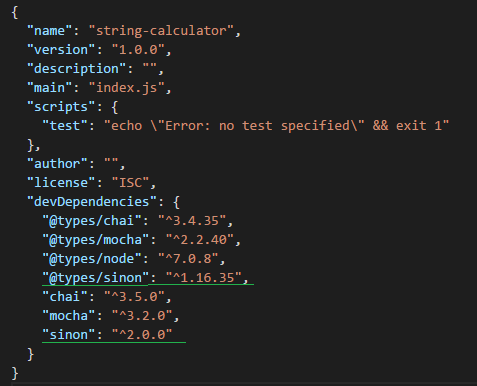 {
"name": "string-calculator",
"version": "1.0.0",
"description": "",
"main": "index.js",
"scripts": {
"test": "echo \"Error: no test specified\" && exit 1"
},
"author": "",
"license": "ISC",
"devDependencies": {
"@types/chai": "^3.4.35",
"@types/mocha": "^2.2.40",
"@types/node": "^7.0.8",
"@types/sinon": "^1.16.35",
"chai": "^3.5.0",
"mocha": "^3.2.0",
"sinon": "^2.0.0"
}
}